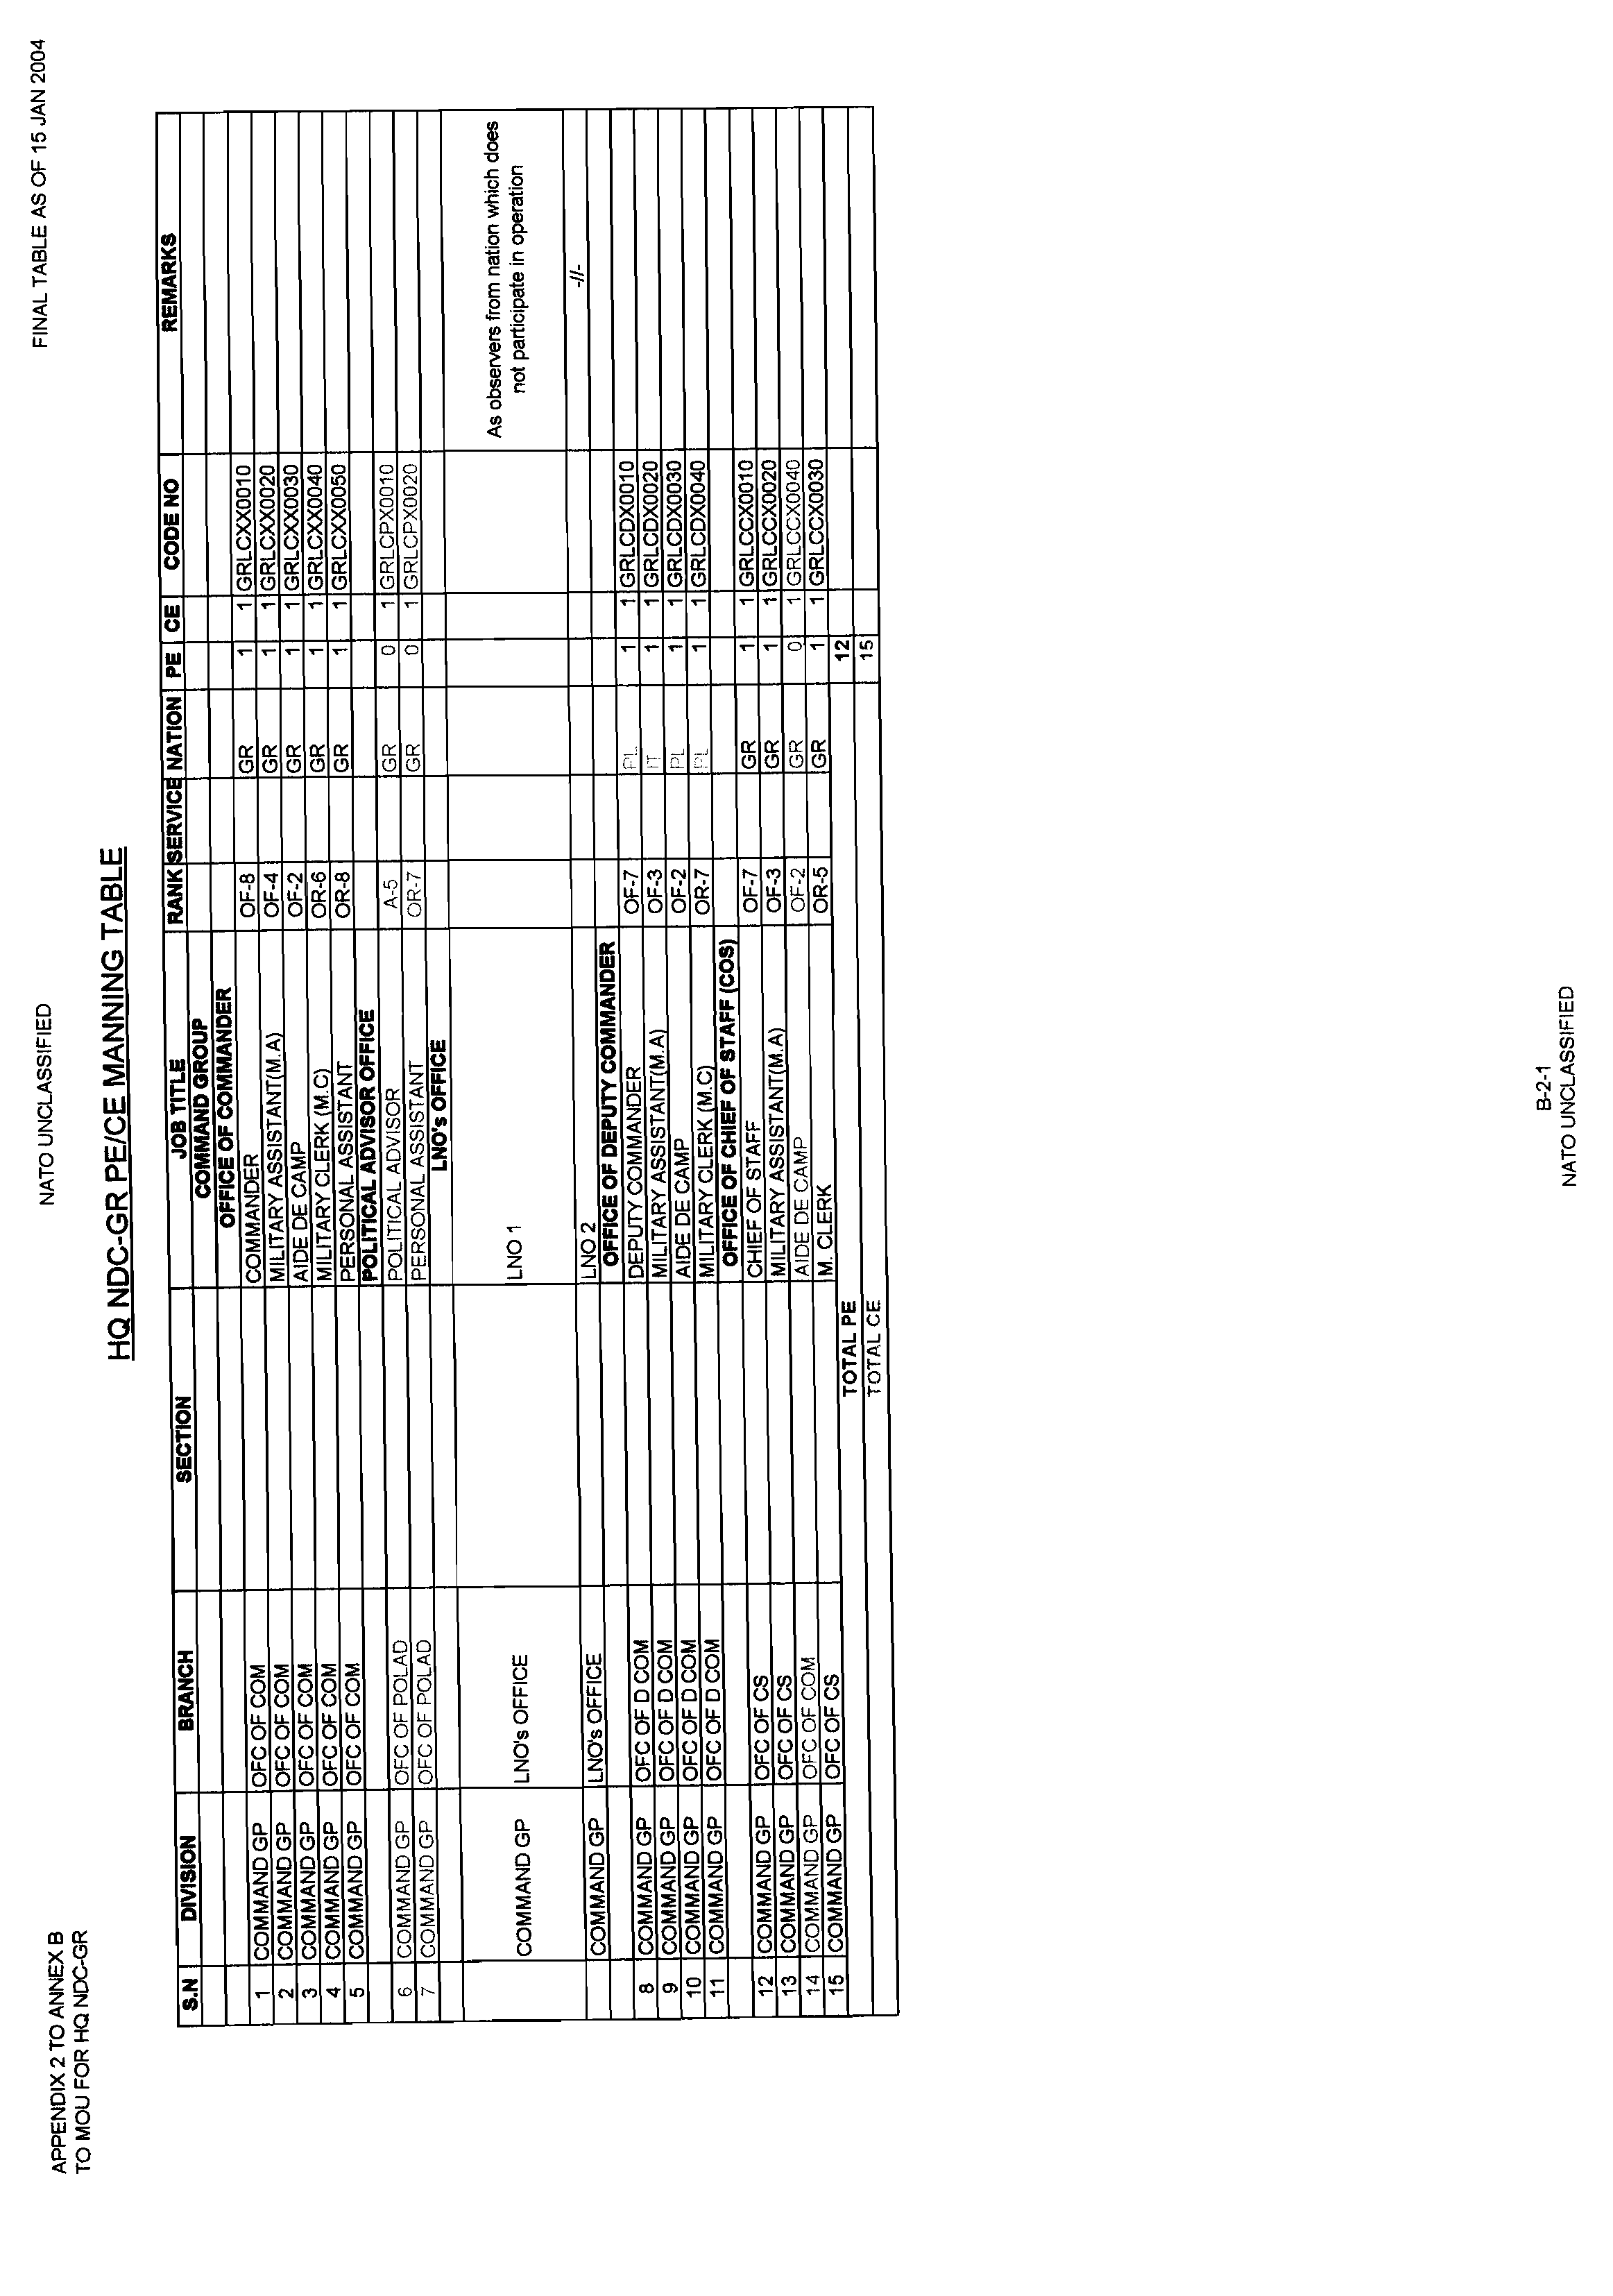 APPENDIX 2 TO ANNEX B
TO MOU FOR HQ NDC-GR
NATO UNCLASSIFIED
FINAL TABLE AS OF 15 JAN 2004
HQ NDC-GR PE/CE MANNING TABLE
S.N DIVISION BRANCH SECTION JOB TITLE RANK SERVICE NATION PE CE CODE NO REMARKS
COMMAND GROUP
OFFICE OF COMMANDER
1 COMMAND GP OFC OF COM COMMANDER OF-8 GR 1 1 GRLCXX0010
2 COMMAND GP OFC OF COM MILITARY ASSISTANT(M.A) OF-4 GR 1 1 GRLCXX0020
3 COMMAND GP OFC OF COM AIDE DE CAMP OF-2 GR 1 1 GRLCXX0030
4 COMMAND GP OFC OF COM MILITARY CLERK (M.C) OR-6 GR 1 1 GRLCXX0040
5 COMMAND GP OFC OF COM PERSONAL ASSISTANT OR-8 GR 1 1 GRLCXX0050
POLITICAL ADVISOR OFFICE
6 COMMAND GP OFC OF POLAD POLITICAL ADVISOR A-5 GR 0 1 GRLCPX0010
7 COMMAND GP OFC OF POLAD PERSONAL ASSISTANT OR-7 GR 0 1 GRLCPX0020
LNO's OFFICE
COMMAND GP LNO's OFFICE LNO 1 As observers from nation which does
not participate in operation
COMMAND GP LNO's OFFICE LNO 2 -//-
OFFICE OF DEPUTY COMMANDER
8 COMMAND GP OFC OF D COM DEPUTY COMMANDER OF-7 PL 1 1 GRLCDX0010
9 COMMAND GP OFC OF D COM MILITARY ASSISTANT(M.A) OF-3 IT 1 1 GRLCDX0020
10 COMMAND GP OFC OF D COM AIDE DE CAMP OF-2 PL 1 1 GRLCDX0030
11 COMMAND GP OFC OF D COM MILITARY CLERK (M.C) OR-7 PL 1 1 GRLCDX0040
OFFICE OF CHIEF OF STAFF (COS)
12 COMMAND GP OFC OF CS CHIEF OF STAFF OF-7 GR 1 1 GRLCCX0010
13 COMMAND GP OFC OF CS MILITARY ASSISTANT(M.A) OF-3 GR 1 1 GRLCCX0020
14 COMMAND GP OFC OF COM AIDE DE CAMP OF-2 GR 0 1 GRLCCX0040
15 COMMAND GP OFC OF CS M. CLERK OR-5 GR 1 1 GRLCCX0030
TOTAL PE 12
TOTAL CE 15
B-2-1
NATO UNCLASSIFIED